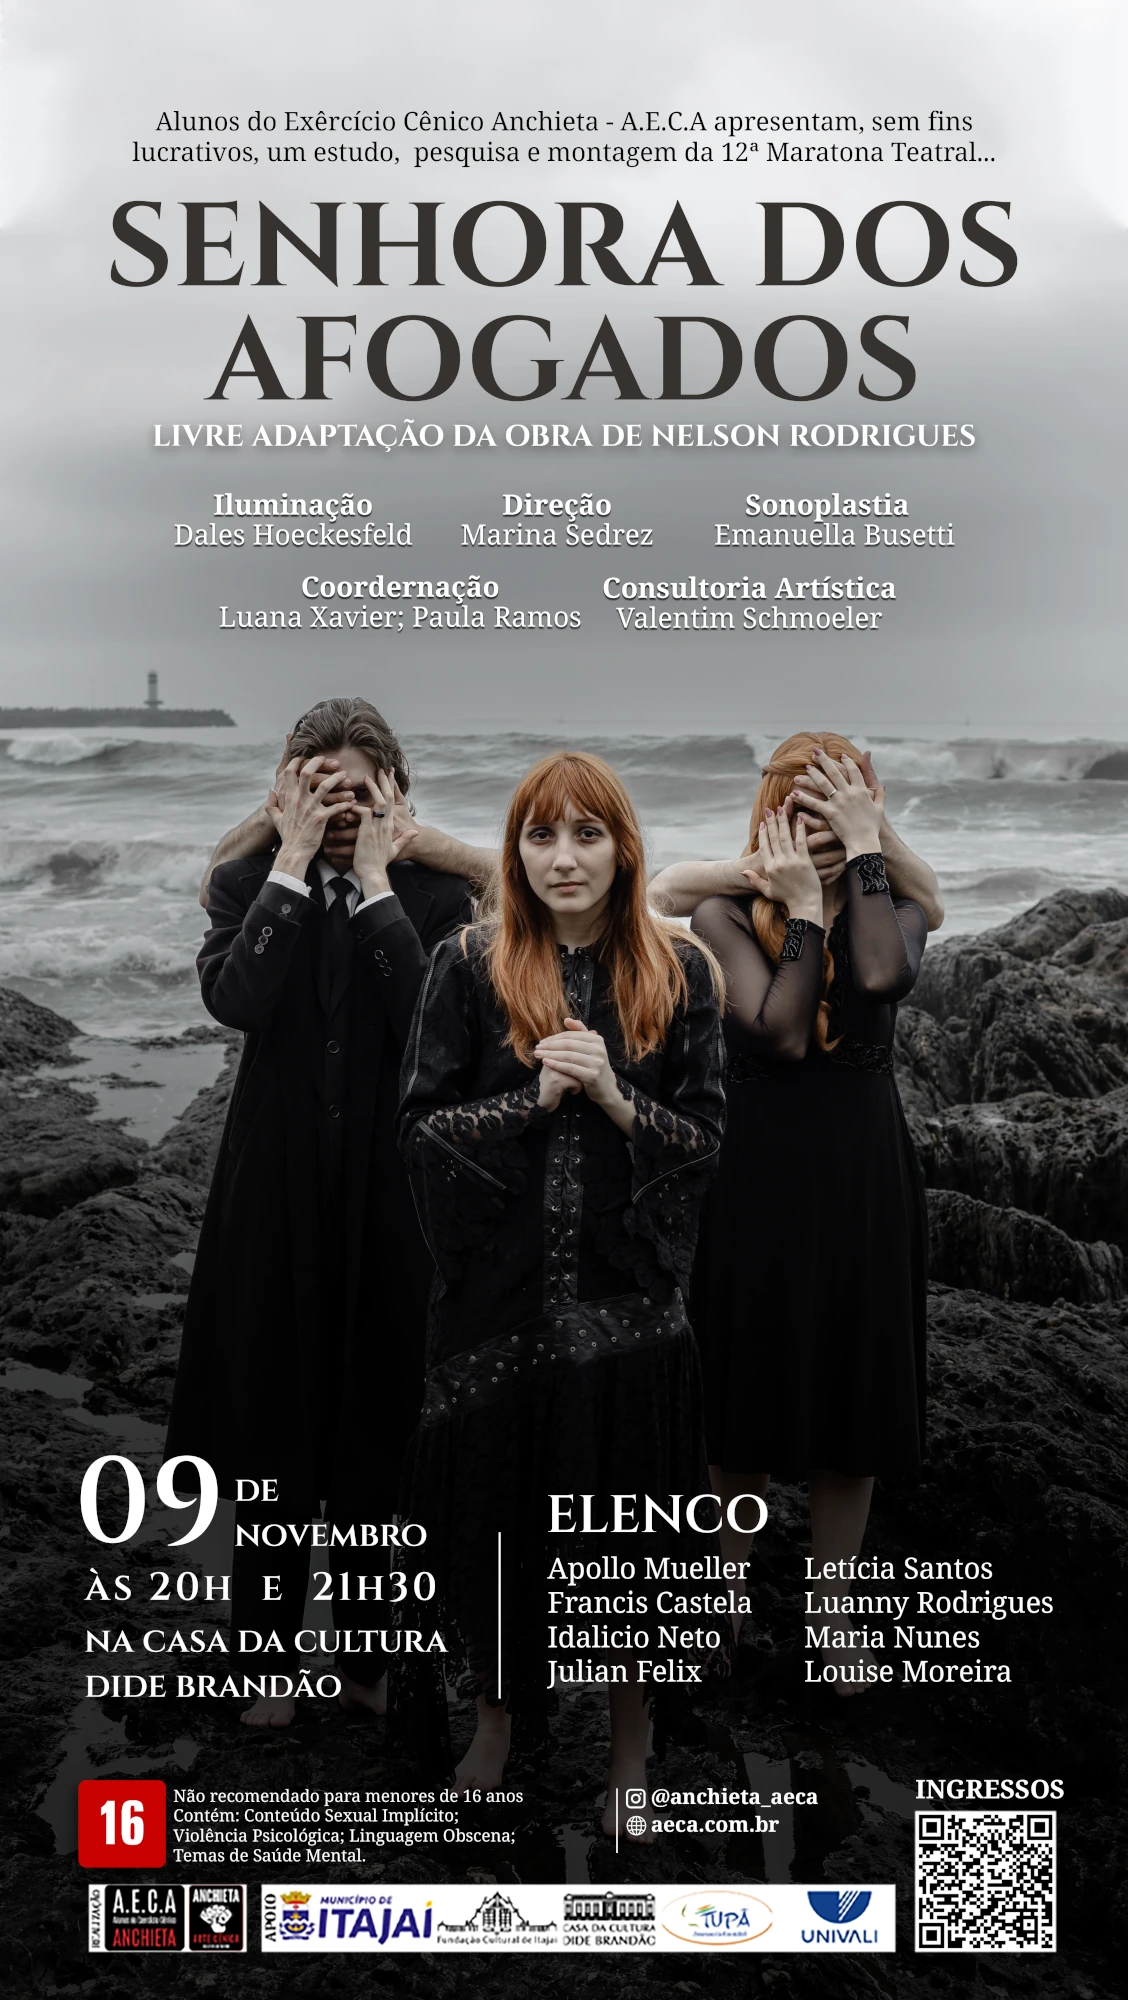 Alunos do Exêrcício Cênico Anchieta - A.E.C.A apresentam, sem fins
lucrativos, um estudo, pesquisa e montagem da 12ª Maratona Teatral...
SENHORA DOS
AFOGADOS
LIVRE ADAPTAÇÃO DA OBRA DE NELSON RODRIGUES
Iluminação
Dales Hoeckesfeld
Direção
Marina Sedrez
Sonoplastia
Emanuella Busetti
Coordernação
Luana Xavier; Paula Ramos
Consultoria Artística
Valentim Schmoeler
09 DE
NOVEMBRO
ÀS 20H E 21H30
NA CASA DA CULTURA
DIDE BRANDÃO
ELENCO
Apollo Mueller
Francis Castela
Idalicio Neto
Julian Felix
Letícia Santos
Luanny Rodrigues
Maria Nunes
Louise Moreira
16
Não recomendado para menores de 16 anos
Contém: Conteúdo Sexual Implícito;
Violência Psicológica; Linguagem Obscena;
Temas de Saúde Mental.
@anchieta_aeca
aeca.com.br
INGRESSOS
REALIZAÇÃO
A.E.C.A
ANCHIETA
ANCHIETA
ARTE CÊNICA
APOIO
MUNICÍPIO DE
ITAJAÍ
Fundação Cultural de Itajaí
CASA DA CULTURA
DIDE BRANDÃO
TUPÃ
UNIVALI